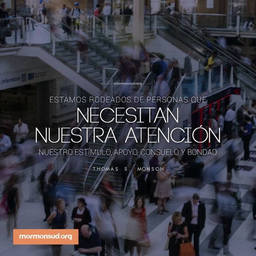 ESTAMOS RODEADOS DE PERSONAS QUE
NECESITAN
NUESTRA ATENCIÓN
NUESTRO ESTÍMULO, APOYO, CONSUELO Y BONDAD
THOMAS S. MONSON
mormonsud.org